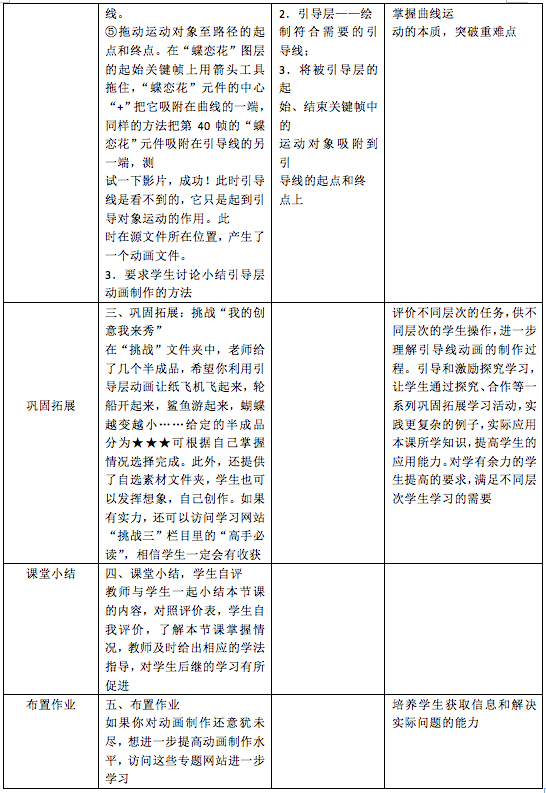 线。
⑤拖动运动对象至路径的起
点和终点。在“蝶恋花”图层
的起始关键帧上用箭头工具
拖住，“蝶恋花”元件的中心
“+”把它吸附在曲线的一端，
同样的方法把第 40 帧的“蝶
恋花”元件吸附在引导线的另
一端，测
试一下影片，成功！此时引导
线是看不到的，它只是起到引
导对象运动的作用。此
时在源文件所在位置，产生了
一个动画文件。
3．要求学生讨论小结引导层
动画制作的方法
2．引导层——绘
制符合需要的引
导线；
3．将被引导层的
起
始、结束关键帧中
的
运动对象吸附到
引
导线的起点和终
点上
掌握曲线运
动的本质，突破重难点
巩固拓展
三、巩固拓展：挑战“我的创
意我来秀”
在“挑战”文件夹中，老师给
了几个半成品，希望你利用引
导层动画让纸飞机飞起来，轮
船开起来，鲨鱼游起来，蝴蝶
越变越小……给定的半成品
分为★★★可根据自己掌握
情况选择完成。此外，还提供
了自选素材文件夹，学生也可
以发挥想象，自己创作。如果
有实力，还可以访问学习网站
“挑战三”栏目里的“高手必
读”，相信学生一定会有收获
评价不同层次的任务，供不
同层次的学生操作，进一步
理解引导线动画的制作过
程。引导和激励探究学习，
让学生通过探究、合作等一
系列巩固拓展学习活动，实
践更复杂的例子，实际应用
本课所学知识，提高学生的
应用能力。对学有余力的学
生提高的要求，满足不同层
次学生学习的需要
课堂小结
四、课堂小结，学生自评
教师与学生一起小结本节课
的内容，对照评价表，学生自
我评价，了解本节课掌握情
况，教师及时给出相应的学法
指导，对学生后继的学习有所
促进
布置作业
五、布置作业
如果你对动画制作还意犹未
尽，想进一步提高动画制作水
平，访问这些专题网站进一步
学习
培养学生获取信息和解决
实际问题的能力